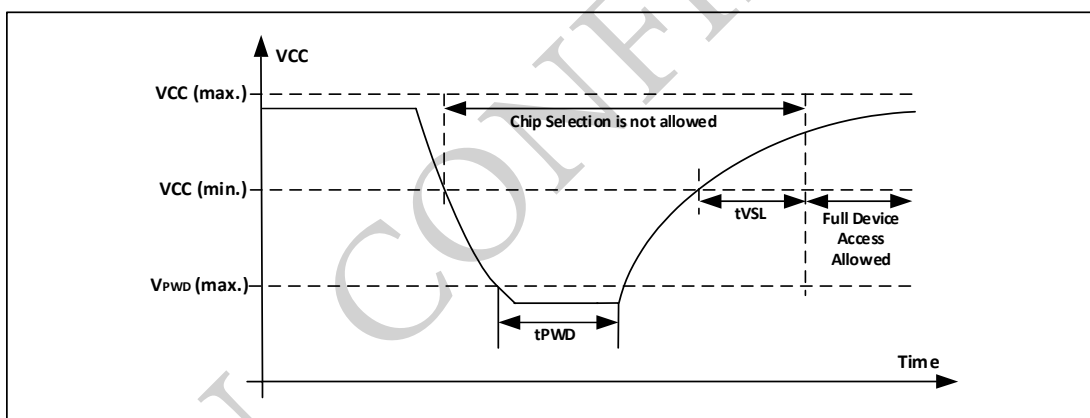 VCC
VCC (max.)
Chip Selection is not allowed
VCC (min.)
tVSL
Full Device
Access
Allowed
VPWD (max.)
tPWD
Time
CONF